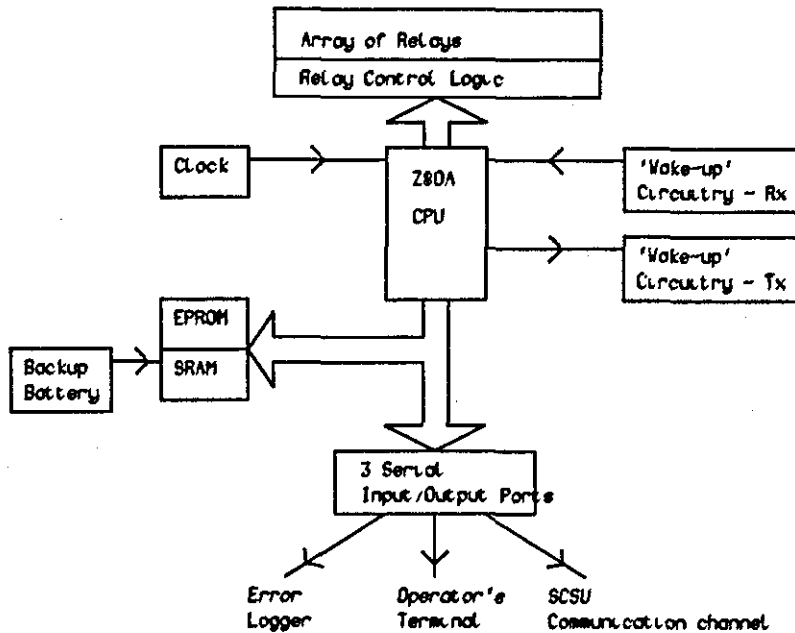 Array of Relays
Relay Control Logic
Clock
Z80A
CPU
'Wake-up'
Circuitry - Rx
'Wake-up'
Circuitry - Tx
EPROM
SRAM
Backup
Battery
3 Serial
Input/Output Ports
Error
Logger
Operator's
Terminal
SCSU
Communication channel